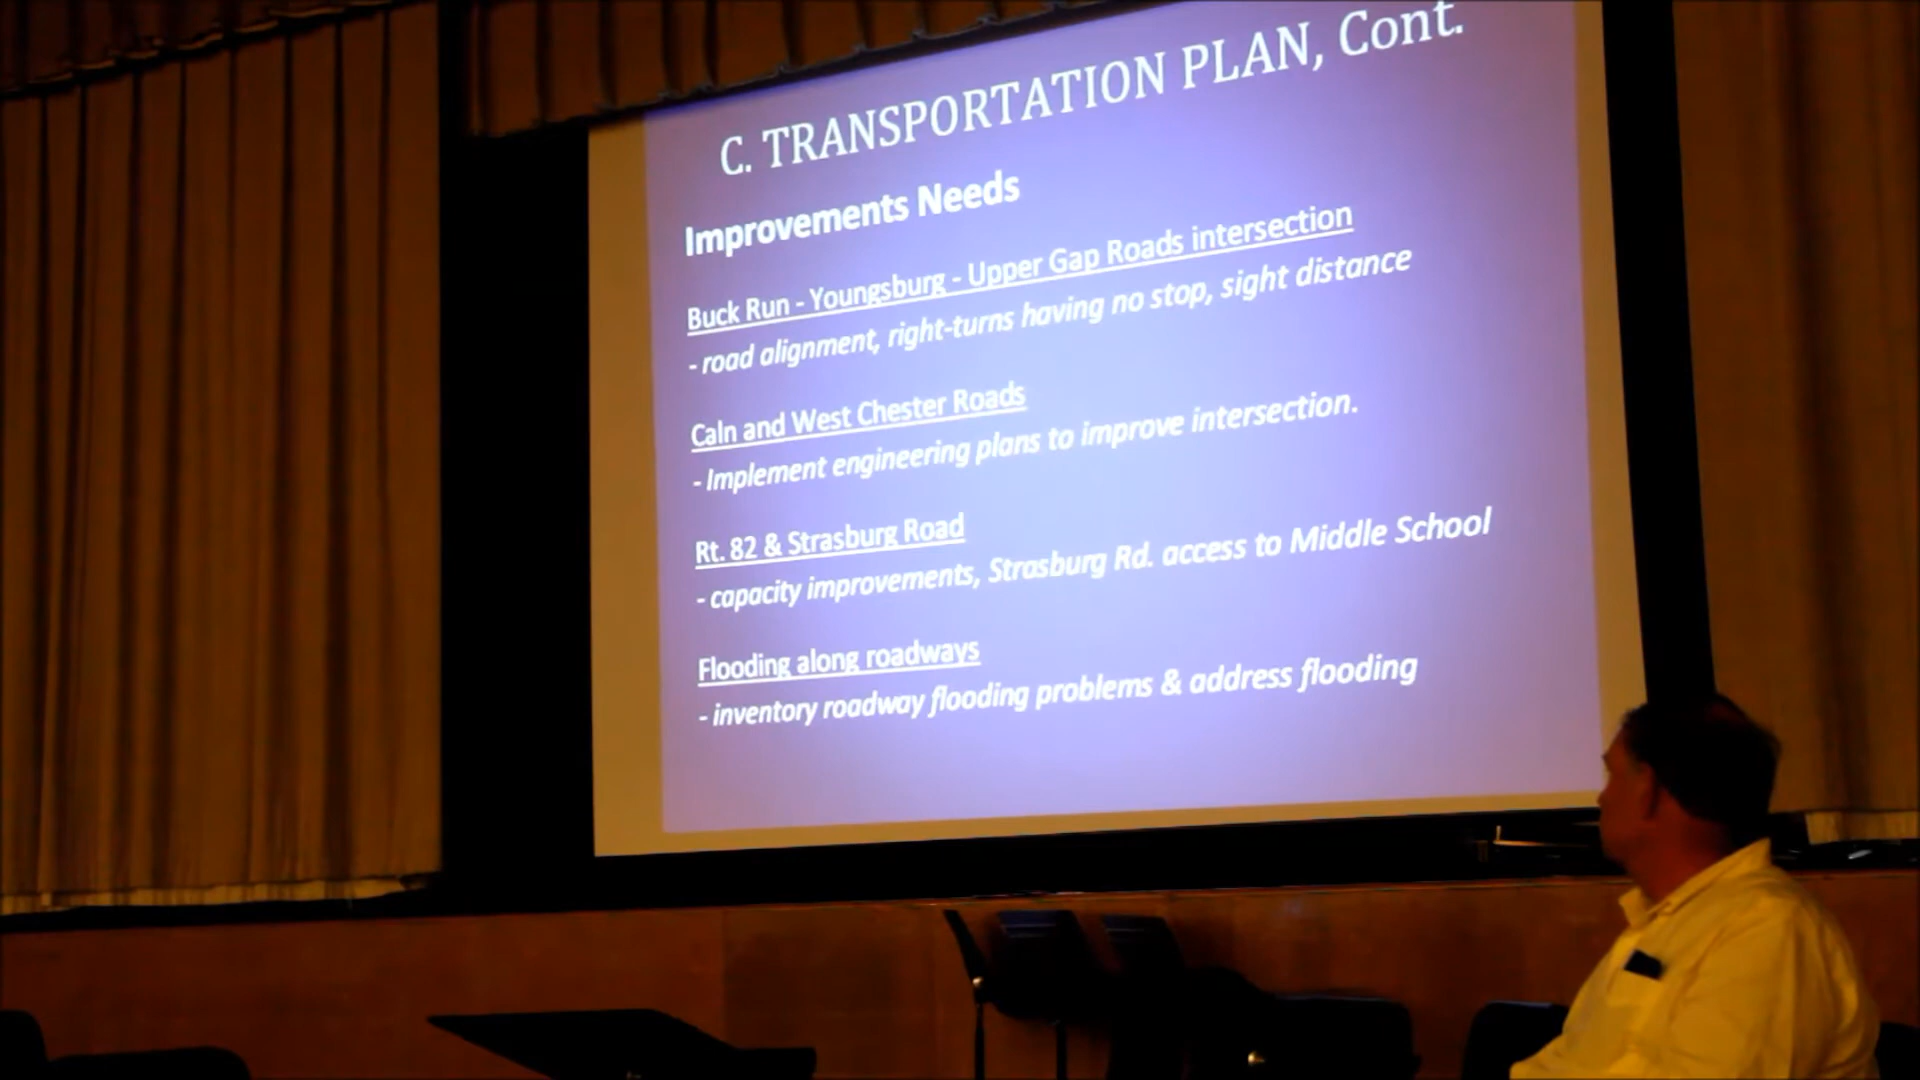 C. TRANSPORTATION PLAN, Cont.
Improvements Needs
Buck Run - Youngsburg - Upper Gap Roads intersection
- road alignment, right-turns having no stop, sight distance
Caln and West Chester Roads
- Implement engineering plans to improve intersection.
Rt. 82 & Strasburg Road
- capacity improvements, Strasburg Rd. access to Middle School
Flooding along roadways
- inventory roadway flooding problems & address flooding